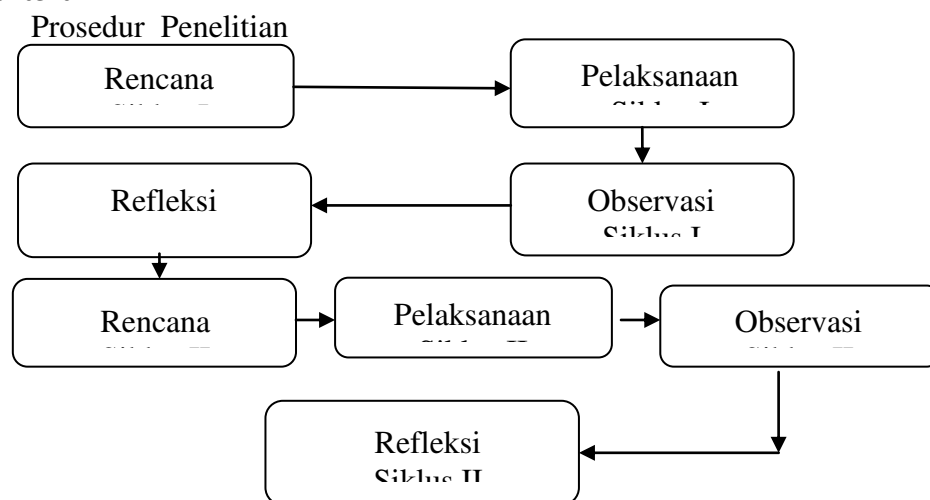 Prosedur Penelitian
Rencana
Pelaksanaan
Refleksi
Observasi
Siklus I
Rencana
Pelaksanaan
Observasi
Refleksi
Siklus II